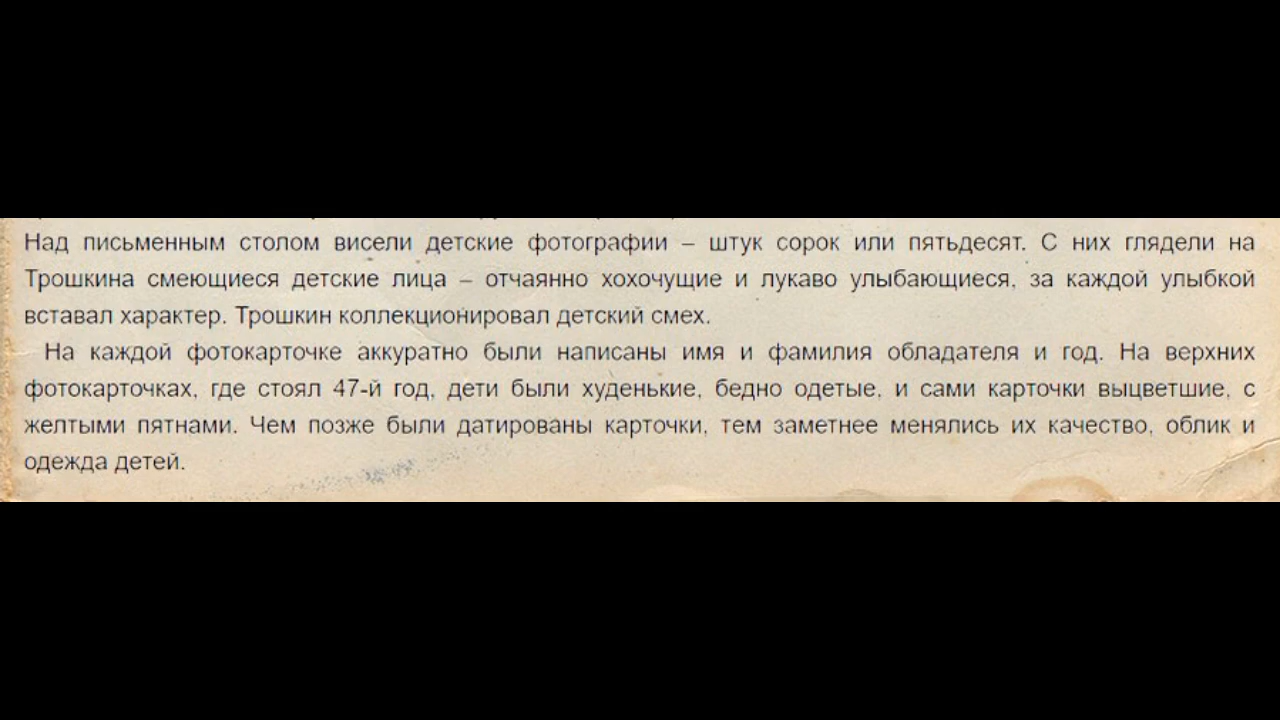 Над письменным столом висели детские фотографии – штук сорок или пятьдесят. С них глядели на
Трошкина смеющиеся детские лица – отчаянно хохочущие и лукаво улыбающиеся, за каждой улыбкой
вставал характер. Трошкин коллекционировал детский смех.
На каждой фотокарточке аккуратно были написаны имя и фамилия обладателя и год. На верхних
фотокарточках, где стоял 47-й год, дети были худенькие, бедно одетые, и сами карточки выцветшие, с
желтыми пятнами. Чем позже были датированы карточки, тем заметнее менялись их качество, облик и
одежда детей.